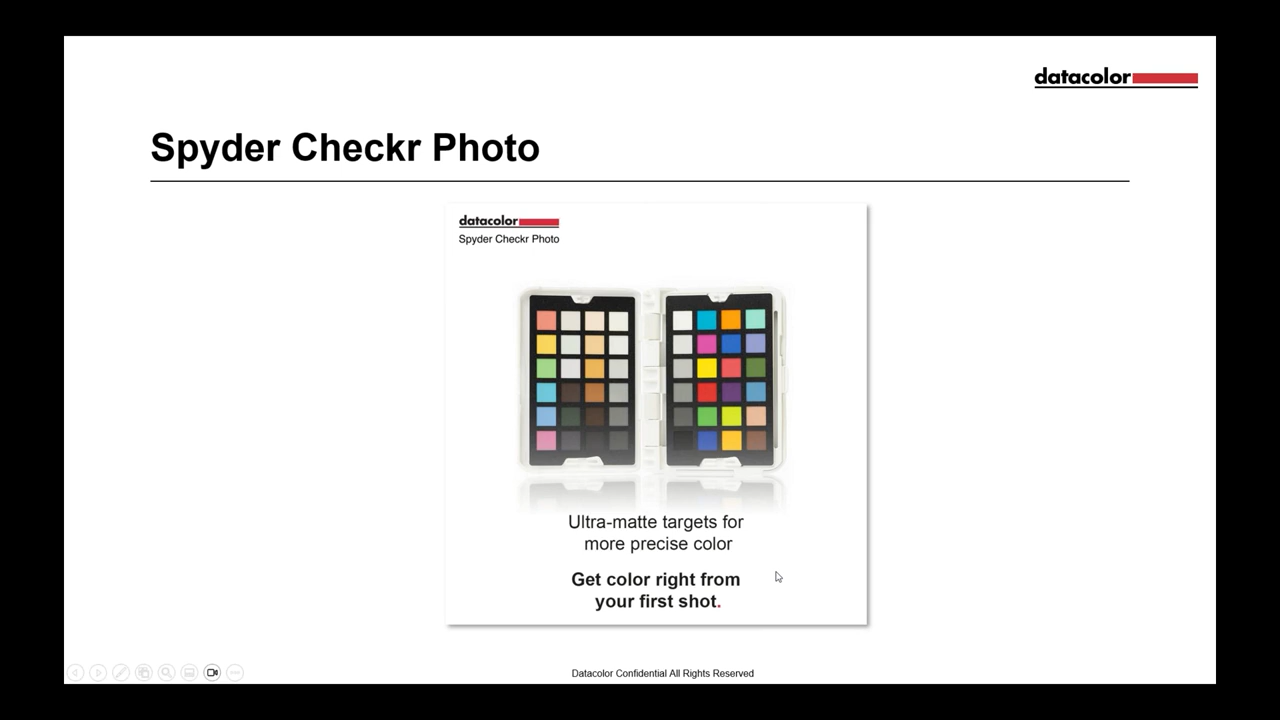 datacolor
Spyder Checkr Photo
datacolor
Spyder Checkr Photo
Ultra-matte targets for
more precise color
Get color right from
your first shot.
Datacolor Confidential All Rights Reserved